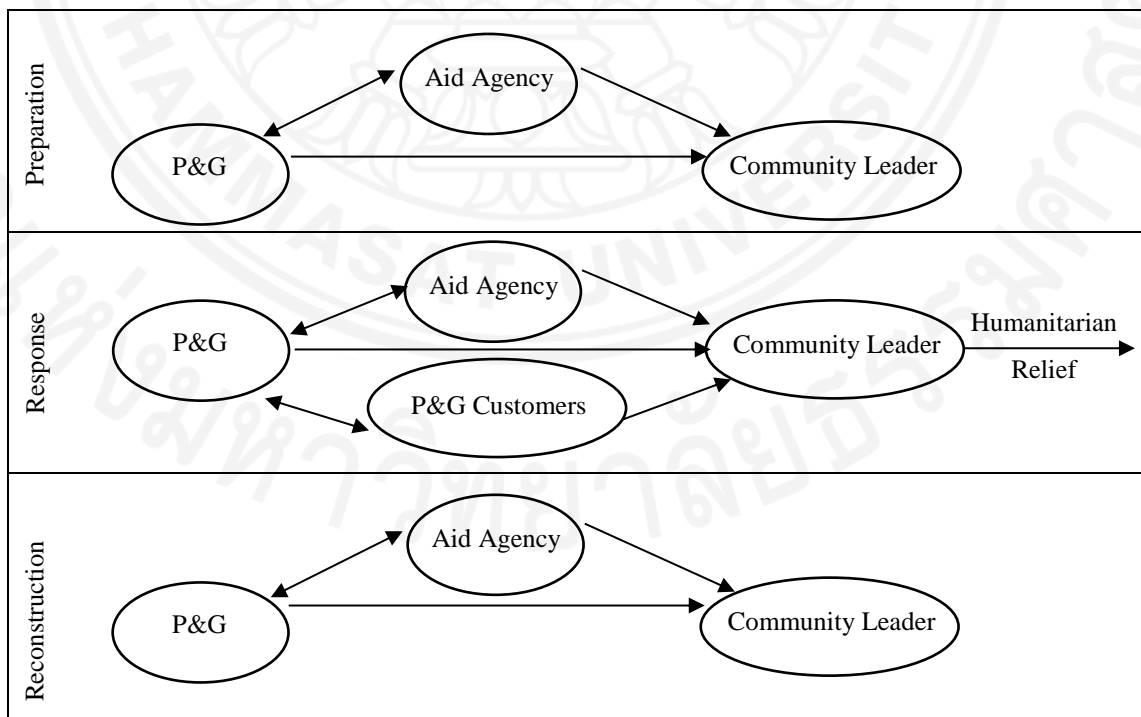 Preparation
Aid Agency
P&G
Community Leader
Response
Aid Agency
P&G
Community Leader
Humanitarian
Relief
P&G Customers
Reconstruction
Aid Agency
P&G
Community Leader